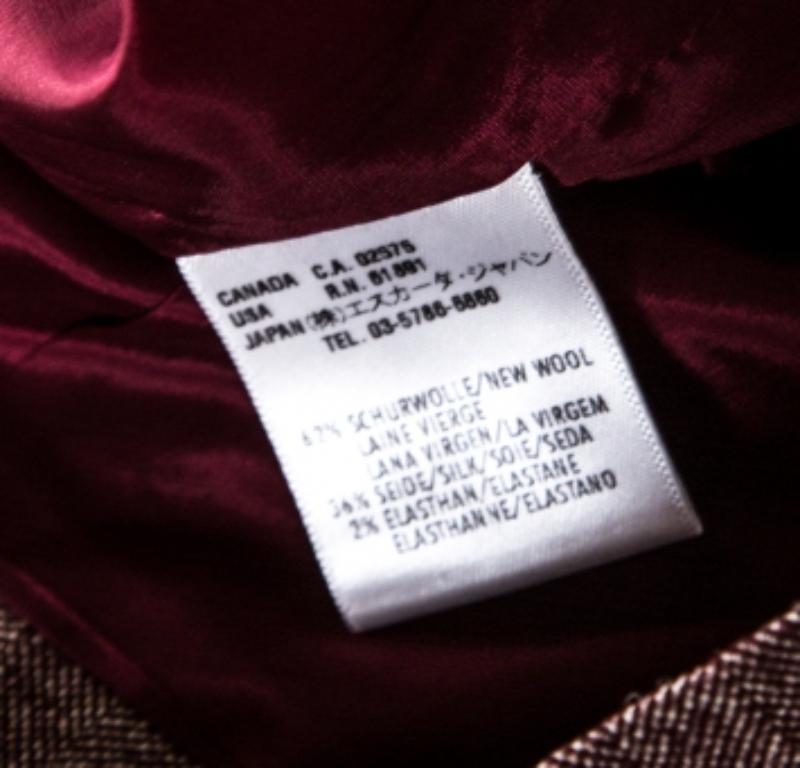 CANADA C.A. 02575
USA R.N. 61891
JAPAN (株)エスカーダ・ジャパン
TEL. 03-5786-6660
62% SCHURWOLLE/NEW WOOL
LAINE VIERGE
LANA VIRGEN/LA VIRGEM
36% SEIDE/SILK/SOIE/SEDA
2% ELASTHAN/ELASTANE
ELASTHANNE/ELASTANO